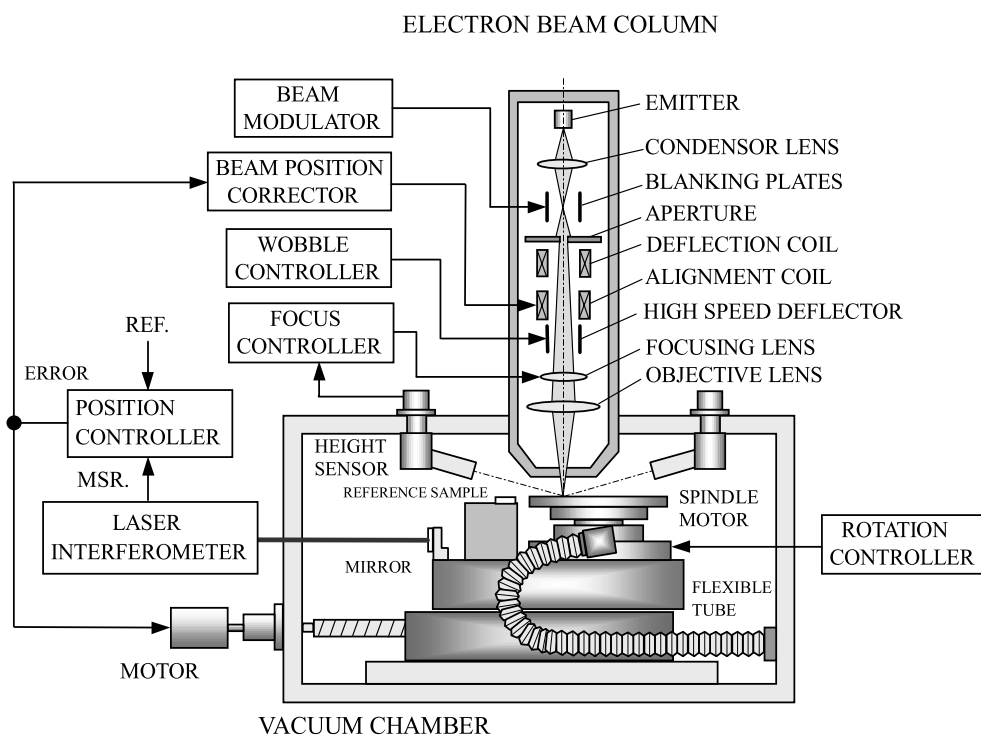 ELECTRON BEAM COLUMN
BEAM
MODULATOR
BEAM POSITION
CORRECTOR
WOBBLE
CONTROLLER
FOCUS
CONTROLLER
REF.
ERROR
POSITION
CONTROLLER
MSR.
LASER
INTERFEROMETER
MOTOR
EMITTER
CONDENSOR LENS
BLANKING PLATES
APERTURE
DEFLECTION COIL
ALIGNMENT COIL
HIGH SPEED DEFLECTOR
FOCUSING LENS
OBJECTIVE LENS
HEIGHT
SENSOR
REFERENCE SAMPLE
MIRROR
SPINDLE
MOTOR
ROTATION
CONTROLLER
FLEXIBLE
TUBE
VACUUM CHAMBER